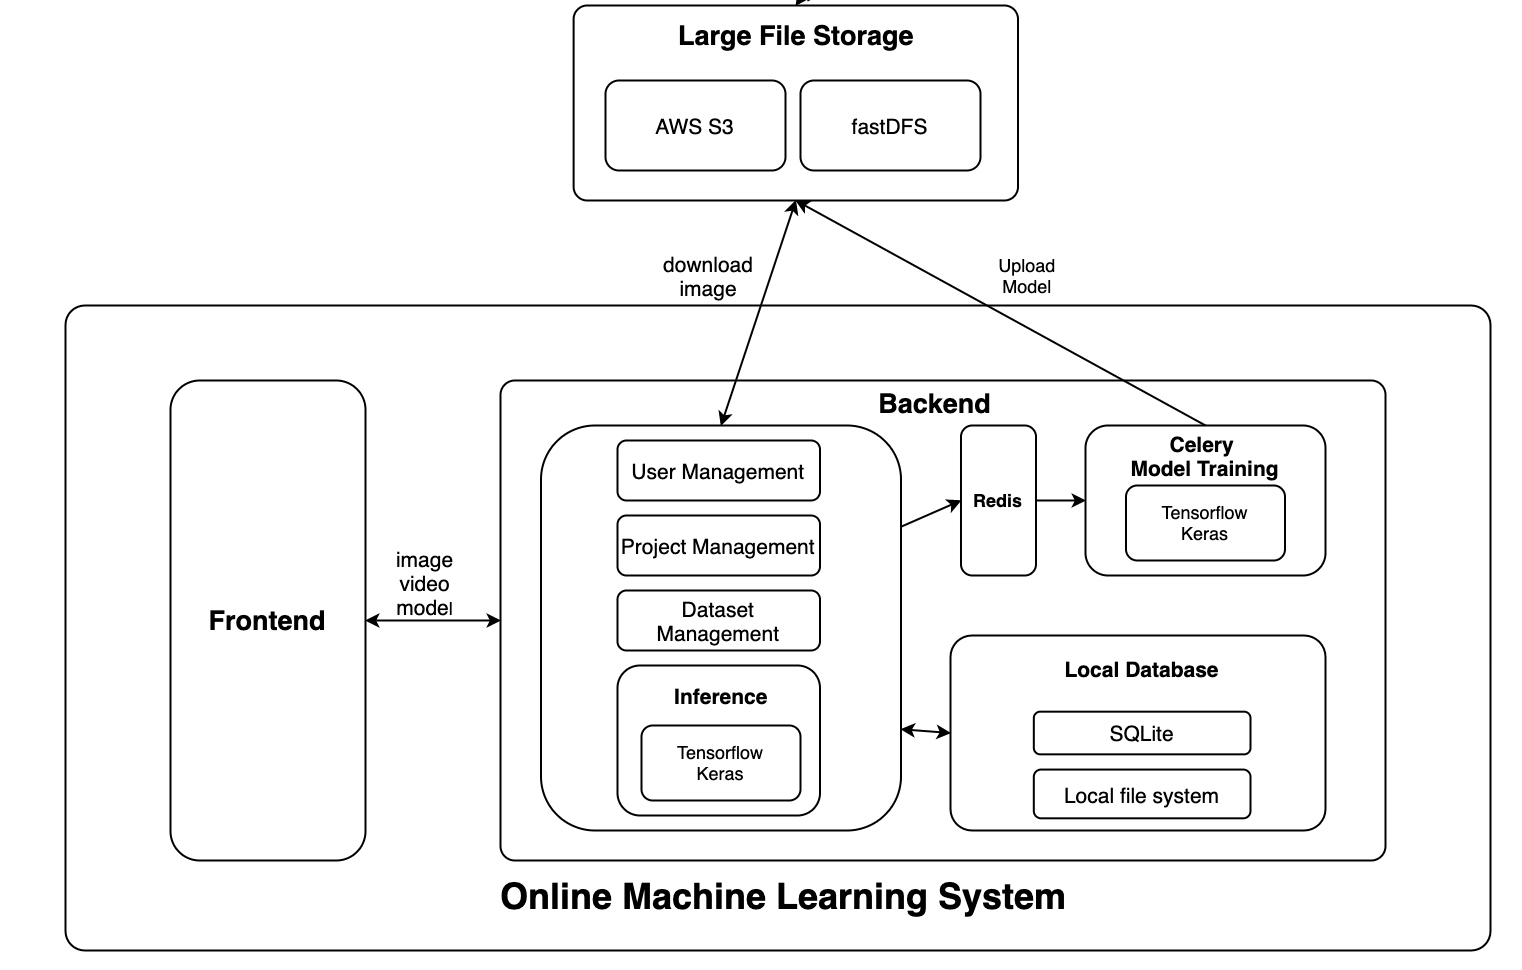 Large File Storage
AWS S3
fastDFS
download
image
Upload
Model
Backend
User Management
Project Management
Dataset
Management
Inference
Tensorflow
Keras
Redis
Celery
Model Training
Tensorflow
Keras
image
video
model
Frontend
Local Database
SQLite
Local file system
Online Machine Learning System